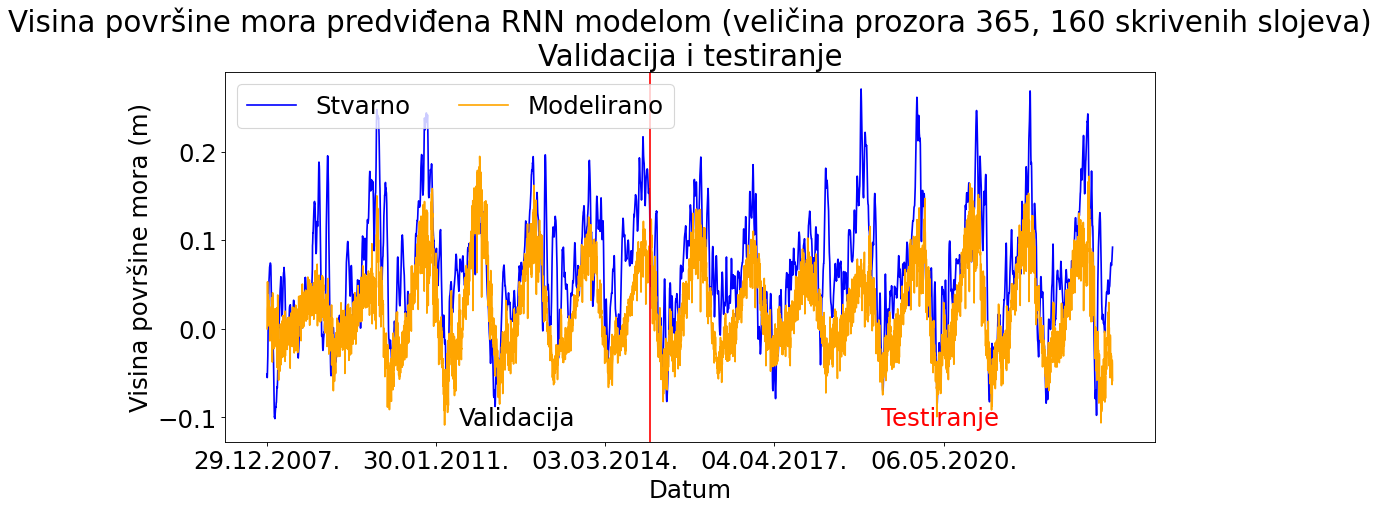 Visina površine mora predviđena RNN modelom (veličina prozora 365, 160 skrivenih slojeva)
Validacija i testiranje
Stvarno
Modelirano
Visina površine mora (m)
0.2
0.1
0.0
−0.1
Validacija
Testiranje
29.12.2007.
30.01.2011.
03.03.2014.
04.04.2017.
06.05.2020.
Datum